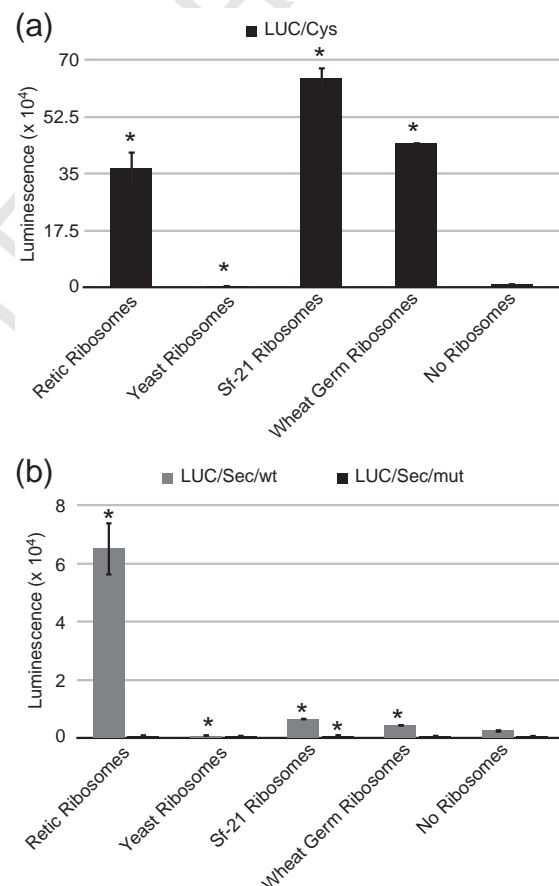 (a)
LUC/Cys
Luminescence (x 10⁴)
70
52.5
35
17.5
0
*
*
*
*
Retic Ribosomes
Yeast Ribosomes
Sf-21 Ribosomes
Wheat Germ Ribosomes
No Ribosomes
(b)
LUC/Sec/wt LUC/Sec/mut
Luminescence (x 10⁴)
8
6
4
2
0
*
*
*
*
*
Retic Ribosomes
Yeast Ribosomes
Sf-21 Ribosomes
Wheat Germ Ribosomes
No Ribosomes